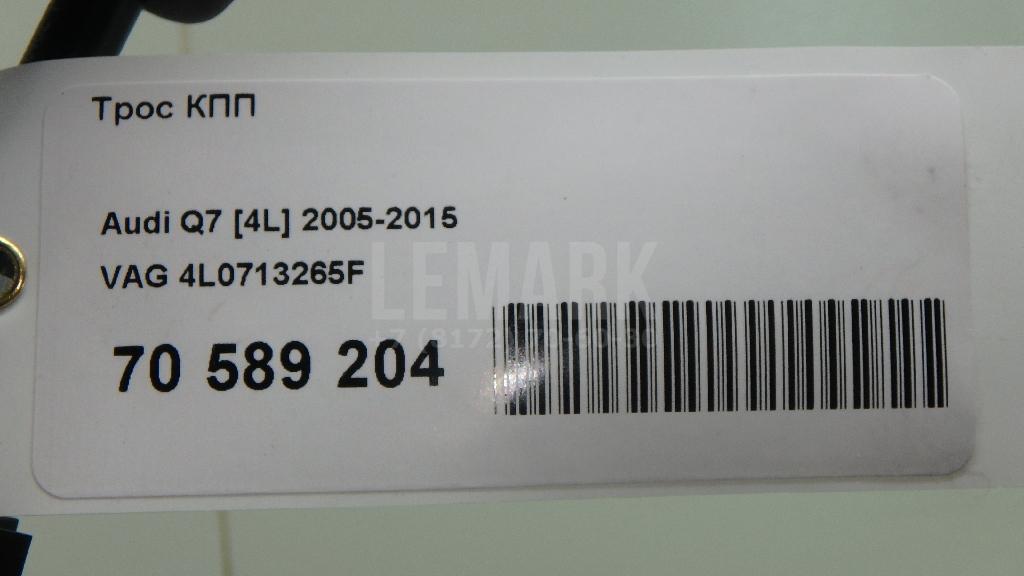 Трос КПП
Audi Q7 [4L] 2005-2015
VAG 4L0713265F
LEMARK
70 589 204